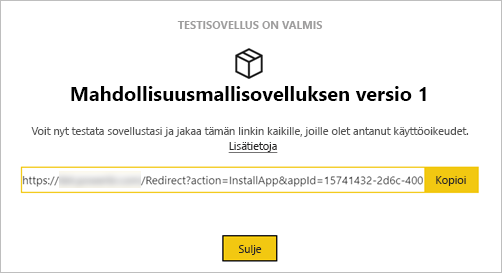 TESTISOVELLUS ON VALMIS
Mahdollisuusmallisovelluksen versio 1
Voit nyt testata sovellustasi ja jakaa tämän linkin kaikille, joille olet antanut käyttöoikeudet.
Lisätietoja
https:// /Redirect?action=InstallApp&appId=15741432-2d6c-400 Kopioi
Sulje